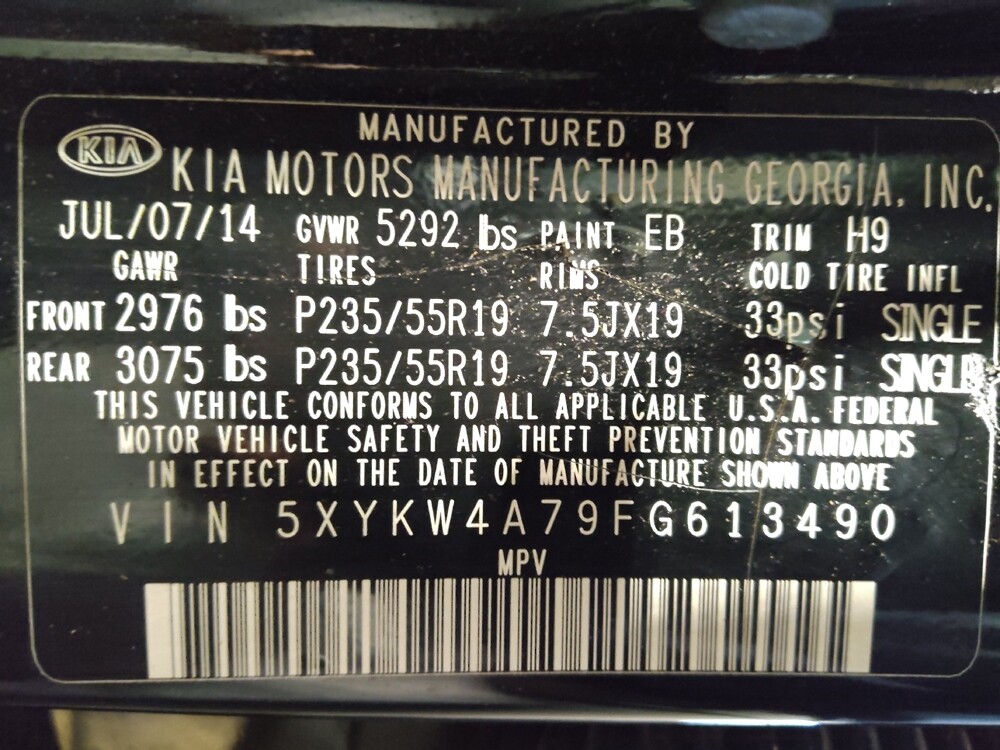 MANUFACTURED BY
KIA KIA MOTORS MANUFACTURING GEORGIA, INC.
JUL/07/14 GVWR 5292 lbs PAINT EB TRIM H9
GAWR TIRES RIMS COLD TIRE INFL
FRONT 2976 lbs P235/55R19 7.5JX19 33psi SINGLE
REAR 3075 lbs P235/55R19 7.5JX19 33psi SINGLE
THIS VEHICLE CONFORMS TO ALL APPLICABLE U.S.A. FEDERAL
MOTOR VEHICLE SAFETY AND THEFT PREVENTION STANDARDS
IN EFFECT ON THE DATE OF MANUFACTURE SHOWN ABOVE
VIN 5XYKW4A79FG613490
MPV